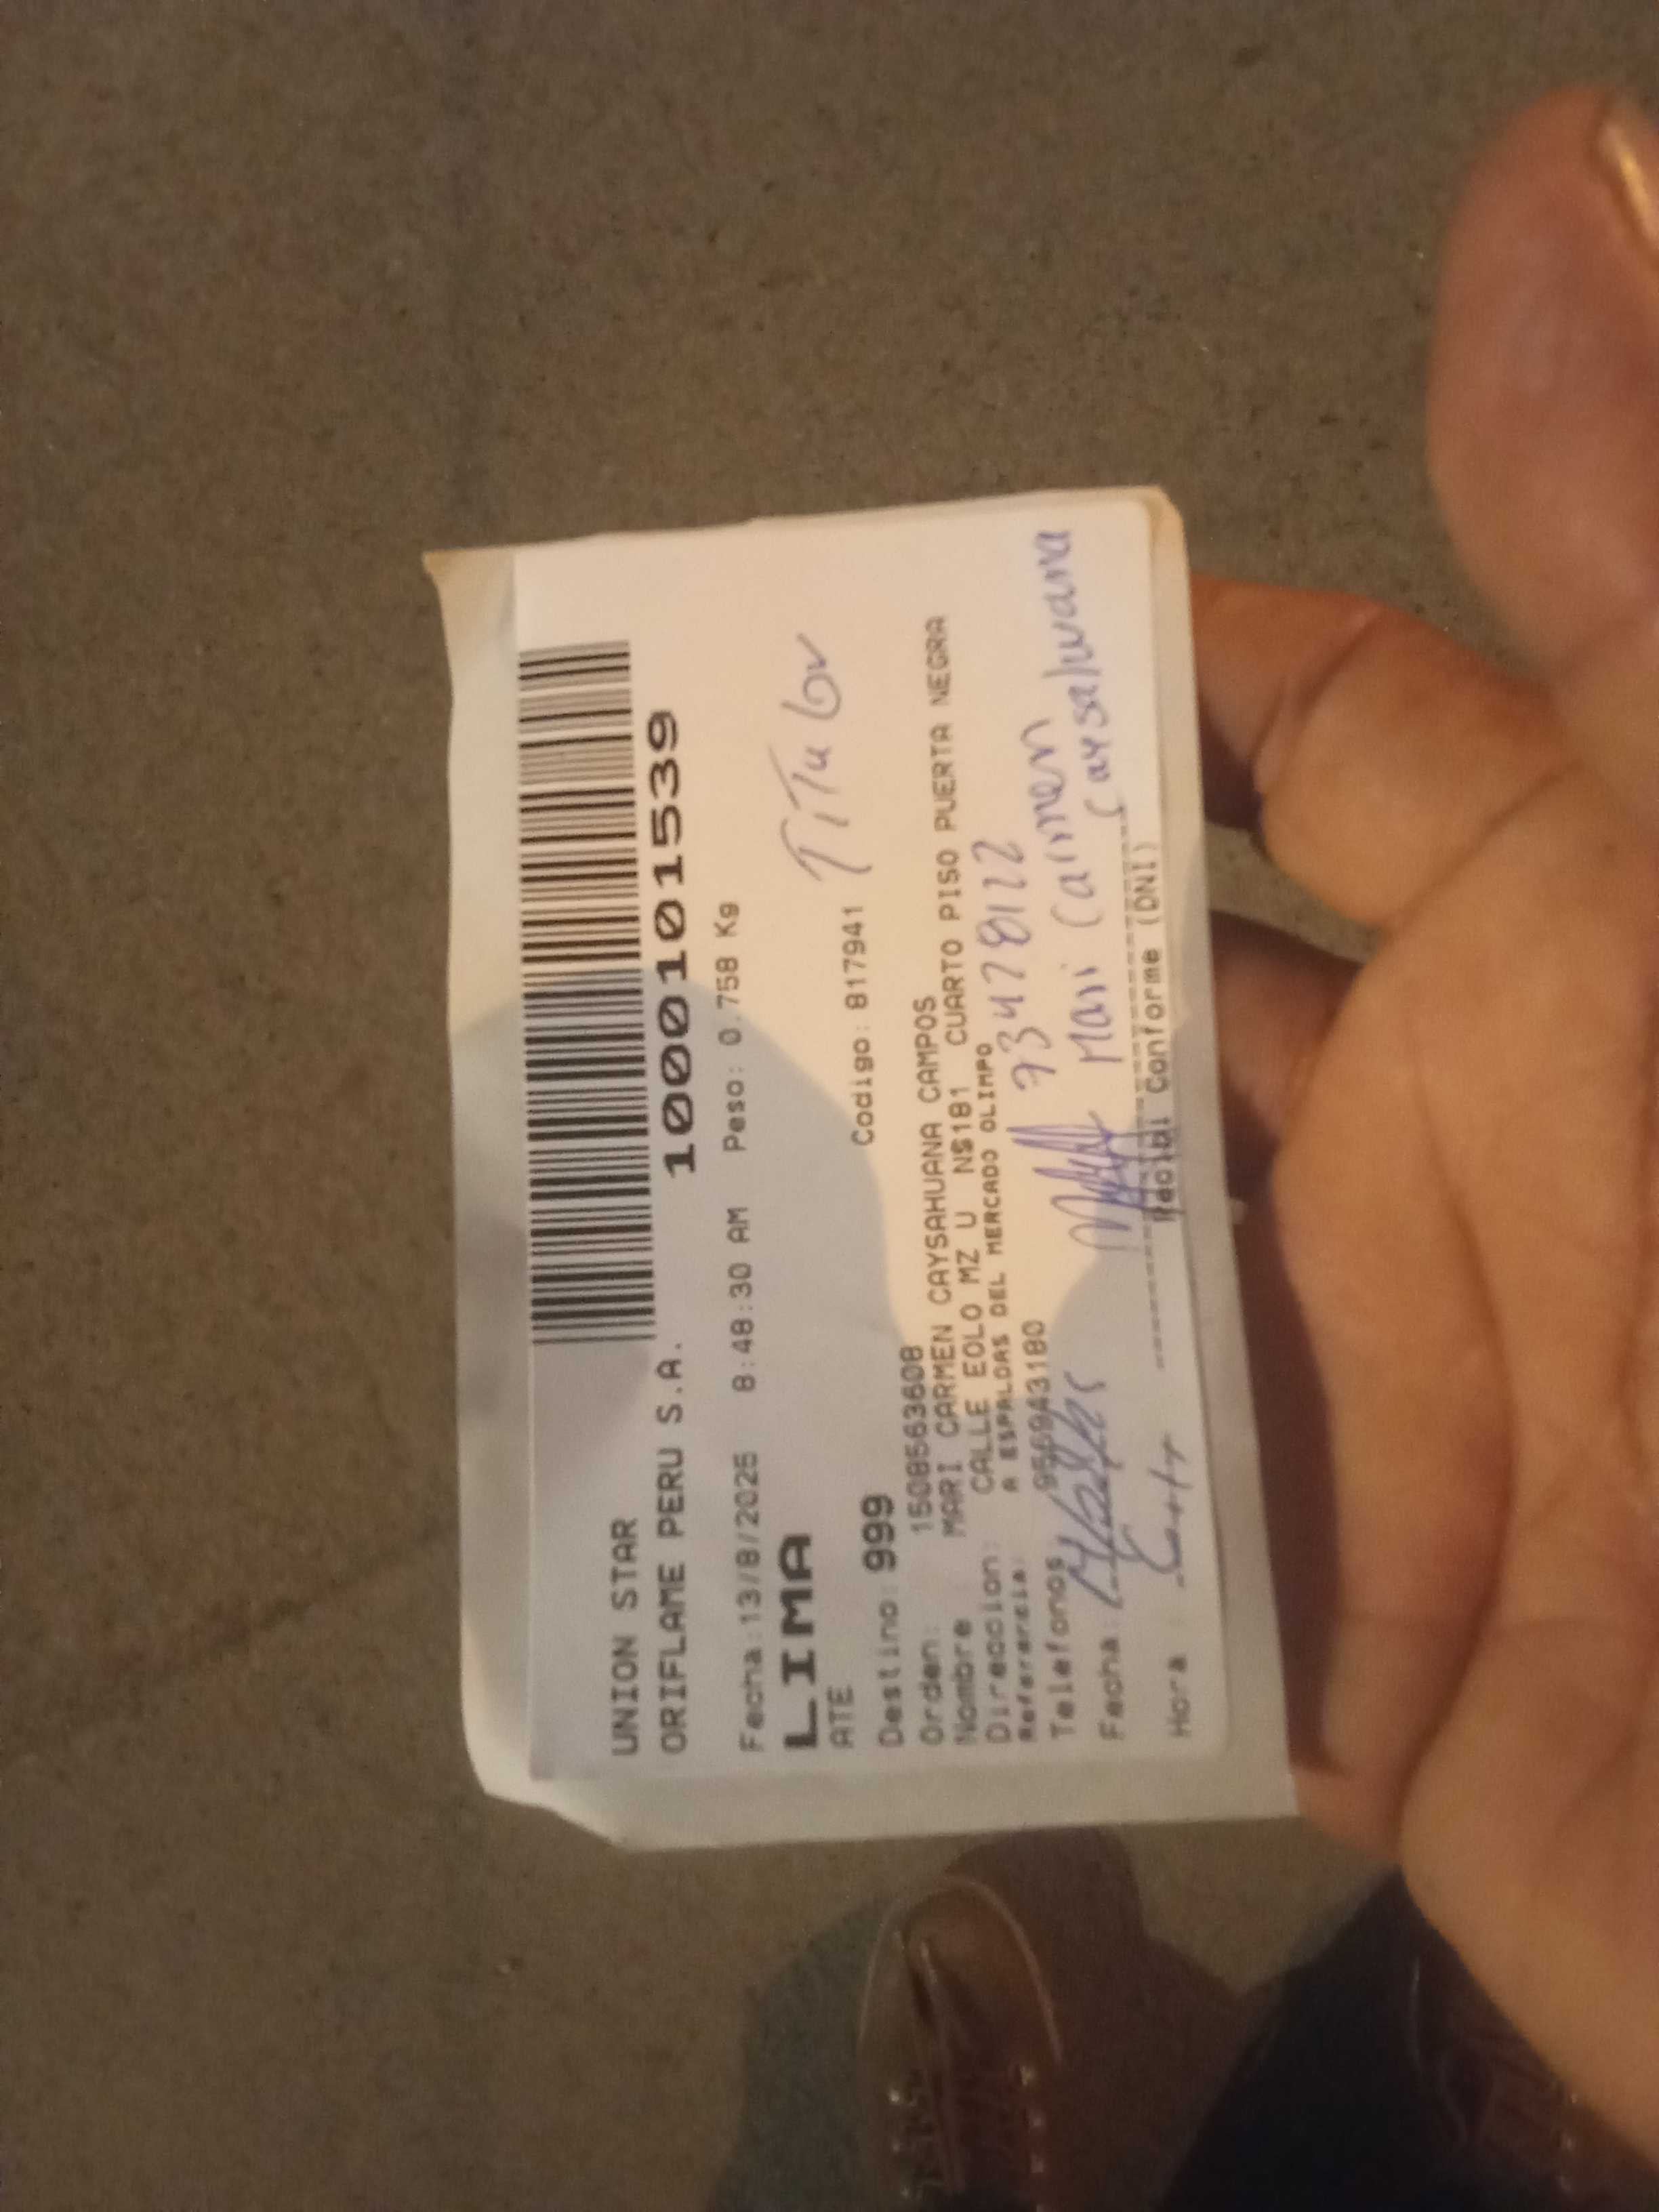 UNION STAR
ORIFLAME PERU S.A.
10001101539
Fecha:13/8/2025 8:48:30 AM Peso: 0.758 Kg
LIMA
ATE
Destino: 999 Codigo: 817941 TiTular
Orden: 1508563608
Nombre : MARI CARMEN CAYSAHUANA CAMPOS
Direccion: CALLE EOLO MZ U N$181 CUARTO PISO PUERTA NEGRA
Referencia: A ESPALDAS DEL MERCADO OLIMPO
Telefonos 956943180
73478122
Mari Carmen
Caysahuana
Fecha:
Hora : Recibi Conforme (DNI)